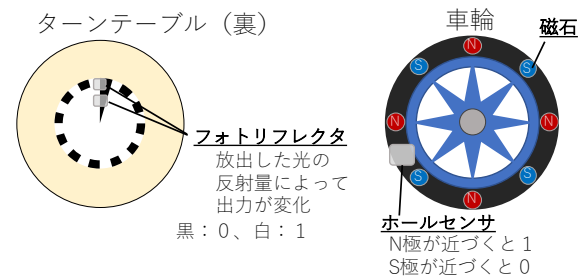 ターンテーブル（裏）
フォトリフレクタ
放出した光の
反射量によって
出力が変化
黒：０、白：１
車輪
磁石
N
S
S
N
N
S
S
N
ホールセンサ
N極が近づくと１
S極が近づくと０